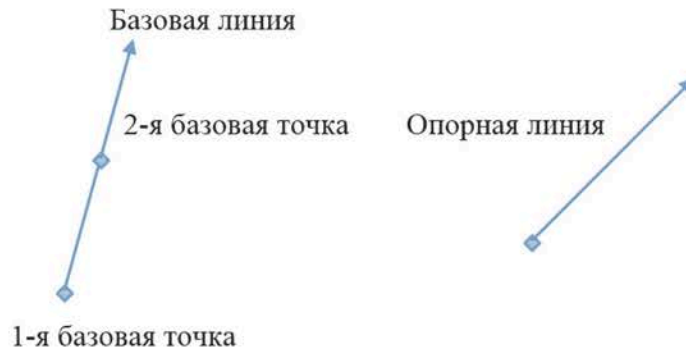 Базовая линия
2-я базовая точка
Опорная линия
1-я базовая точка